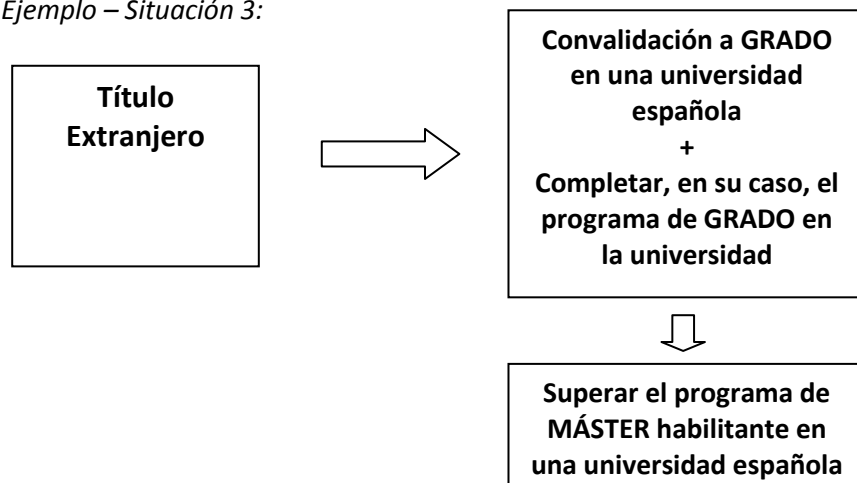 Ejemplo – Situación 3:
Título
Extranjero
Convalidación a GRADO
en una universidad
española
+
Completar, en su caso, el
programa de GRADO en
la universidad
Superar el programa de
MÁSTER habilitante en
una universidad española